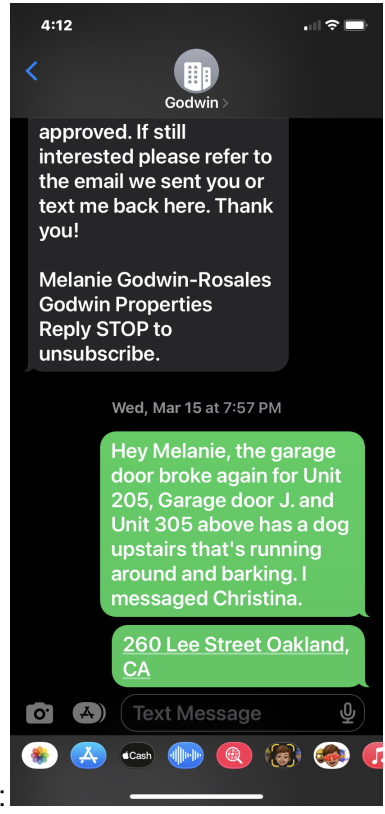 4:12
Godwin
approved. If still
interested please refer to
the email we sent you or
text me back here. Thank
you!
Melanie Godwin-Rosales
Godwin Properties
Reply STOP to
unsubscribe.
Wed, Mar 15 at 7:57 PM
Hey Melanie, the garage
door broke again for Unit
205, Garage door J. and
Unit 305 above has a dog
upstairs that's running
around and barking. I
messaged Christina.
260 Lee Street Oakland,
CA
Text Message
Cash
: